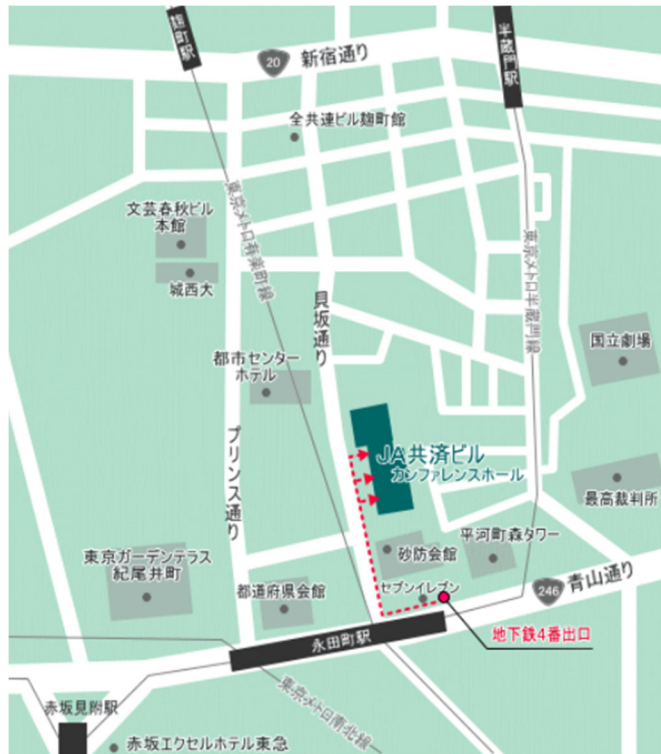 麹町駅
半蔵門駅
20
新宿通り
全共連ビル麹町館
文芸春秋ビル
本館
東京メトロ有楽町線
城西大
貝坂通り
東京メトロ半蔵門線
国立劇場
都市センター
ホテル
プリンス通り
JA共済ビル
カンファレンスホール
最高裁判所
平河町森タワー
砂防会館
東京ガーデンテラス
紀尾井町
都道府県会館
セブンイレブン
246
青山通り
地下鉄4番出口
永田町駅
東京メトロ南北線
赤坂見附駅
赤坂エクセルホテル東急